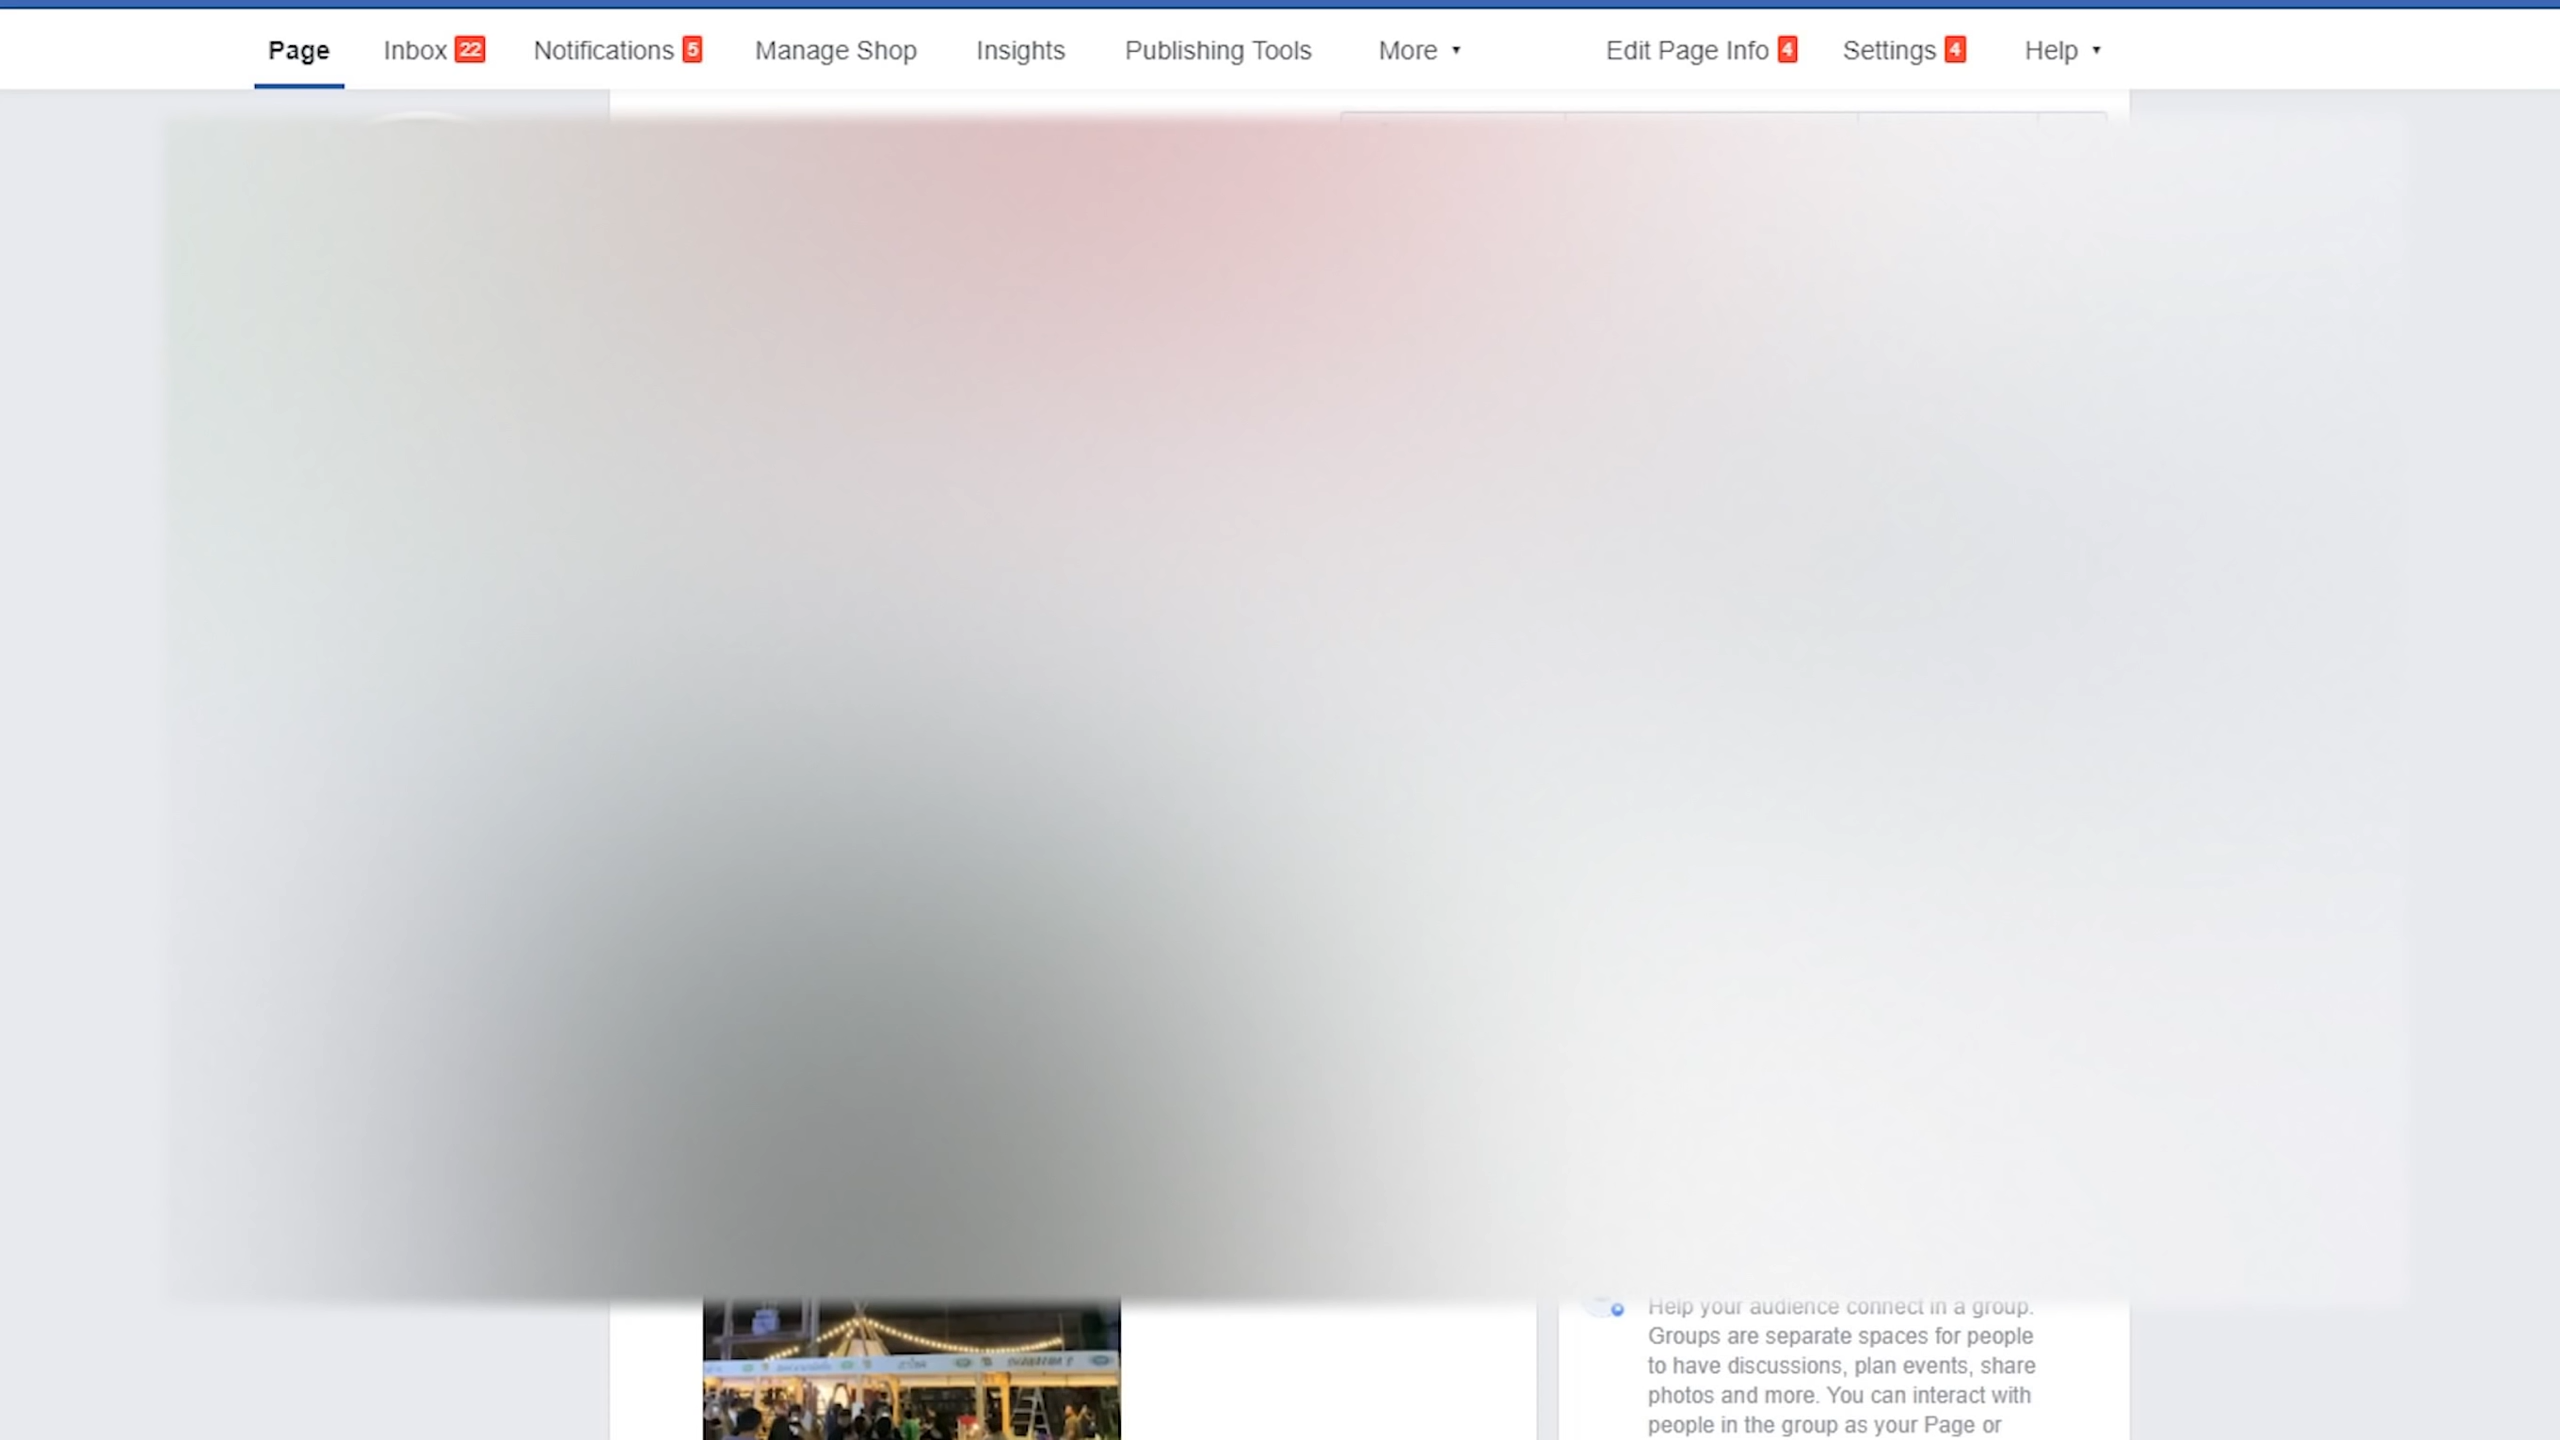 Page Inbox 22 Notifications 5 Manage Shop Insights Publishing Tools More Edit Page Info 4 Settings 4 Help
Help your audience connect in a group.
Groups are separate spaces for people
to have discussions, plan events, share
photos and more. You can interact with
people in the group as your Page or